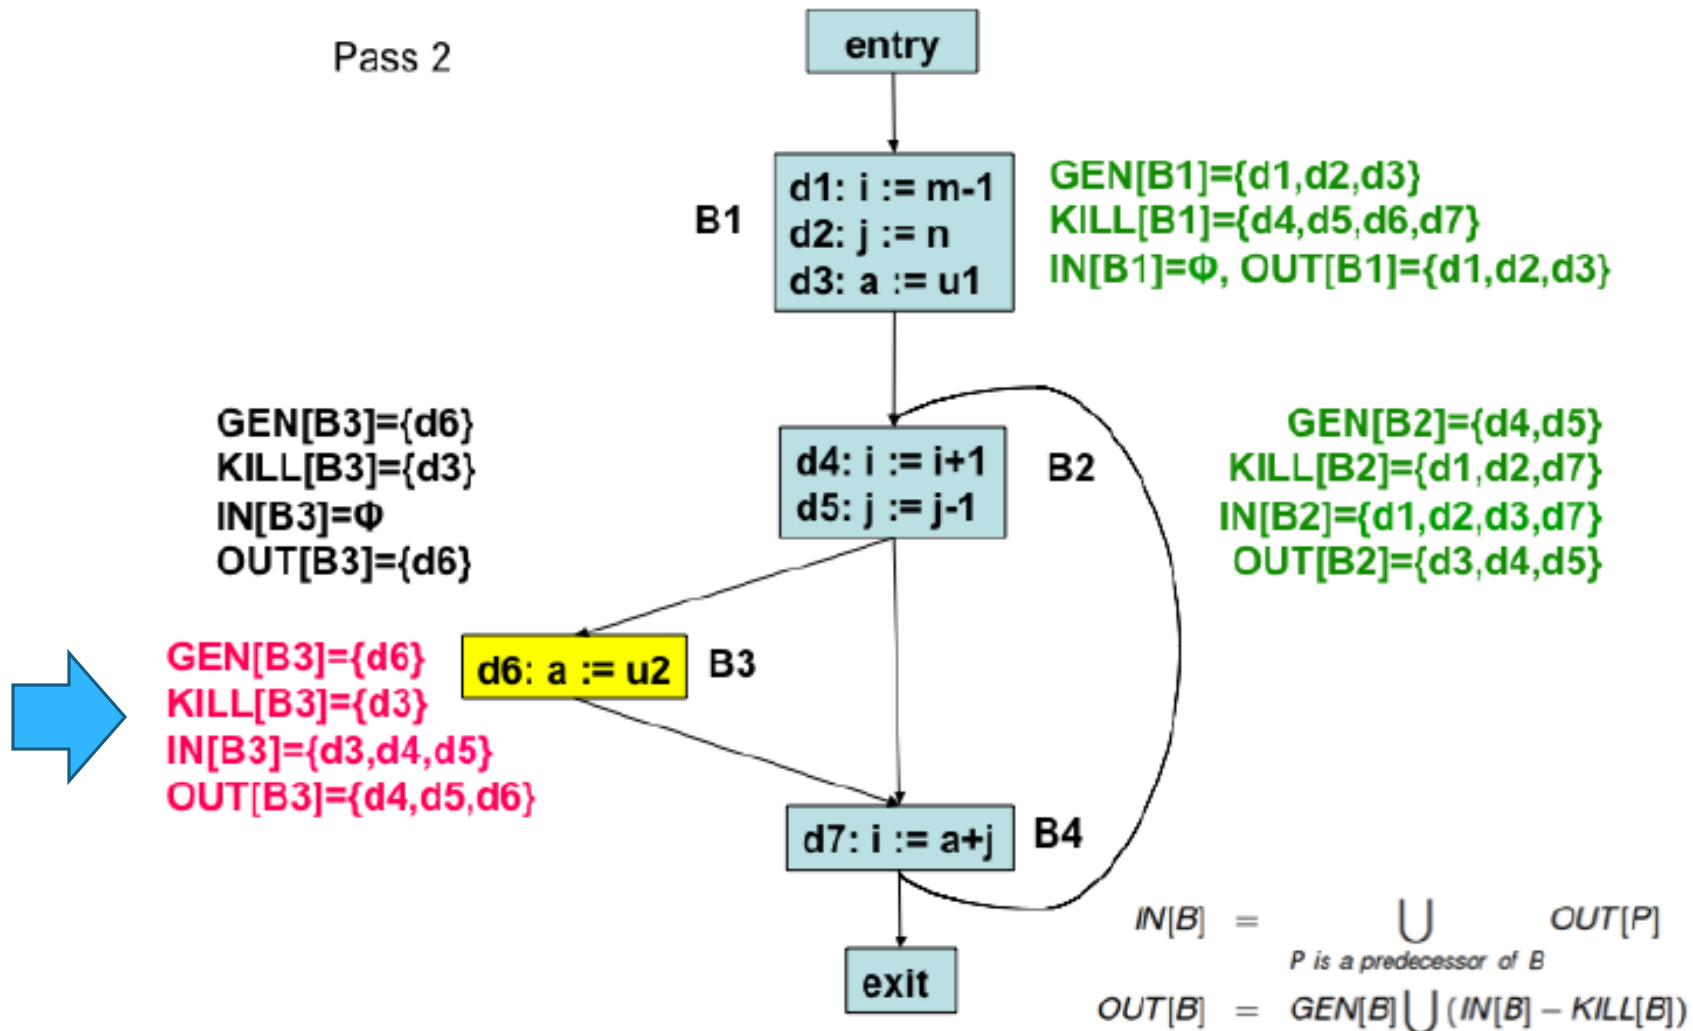 Pass 2
entry
B1
d1: i := m-1
d2: j := n
d3: a := u1
GEN[B1]={d1,d2,d3}
KILL[B1]={d4,d5,d6,d7}
IN[B1]=Φ, OUT[B1]={d1,d2,d3}
GEN[B3]={d6}
KILL[B3]={d3}
IN[B3]=Φ
OUT[B3]={d6}
d4: i := i+1
d5: j := j-1
B2
GEN[B2]={d4,d5}
KILL[B2]={d1,d2,d7}
IN[B2]={d1,d2,d3,d7}
OUT[B2]={d3,d4,d5}
GEN[B3]={d6}
KILL[B3]={d3}
IN[B3]={d3,d4,d5}
OUT[B3]={d4,d5,d6}
d6: a := u2
B3
d7: i := a+j
B4
exit
IN[B] = ⋃ OUT[P]
P is a predecessor of B
OUT[B] = GEN[B] ⋃ (IN[B] − KILL[B])